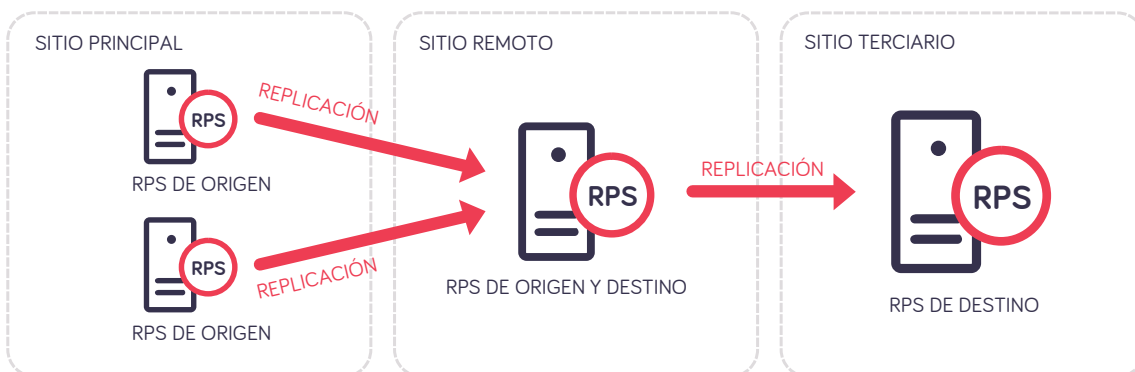 SITIO PRINCIPAL
RPS
REPLICACIÓN
RPS DE ORIGEN
RPS
REPLICACIÓN
RPS DE ORIGEN
SITIO REMOTO
RPS
RPS DE ORIGEN Y DESTINO
REPLICACIÓN
SITIO TERCIARIO
RPS
RPS DE DESTINO